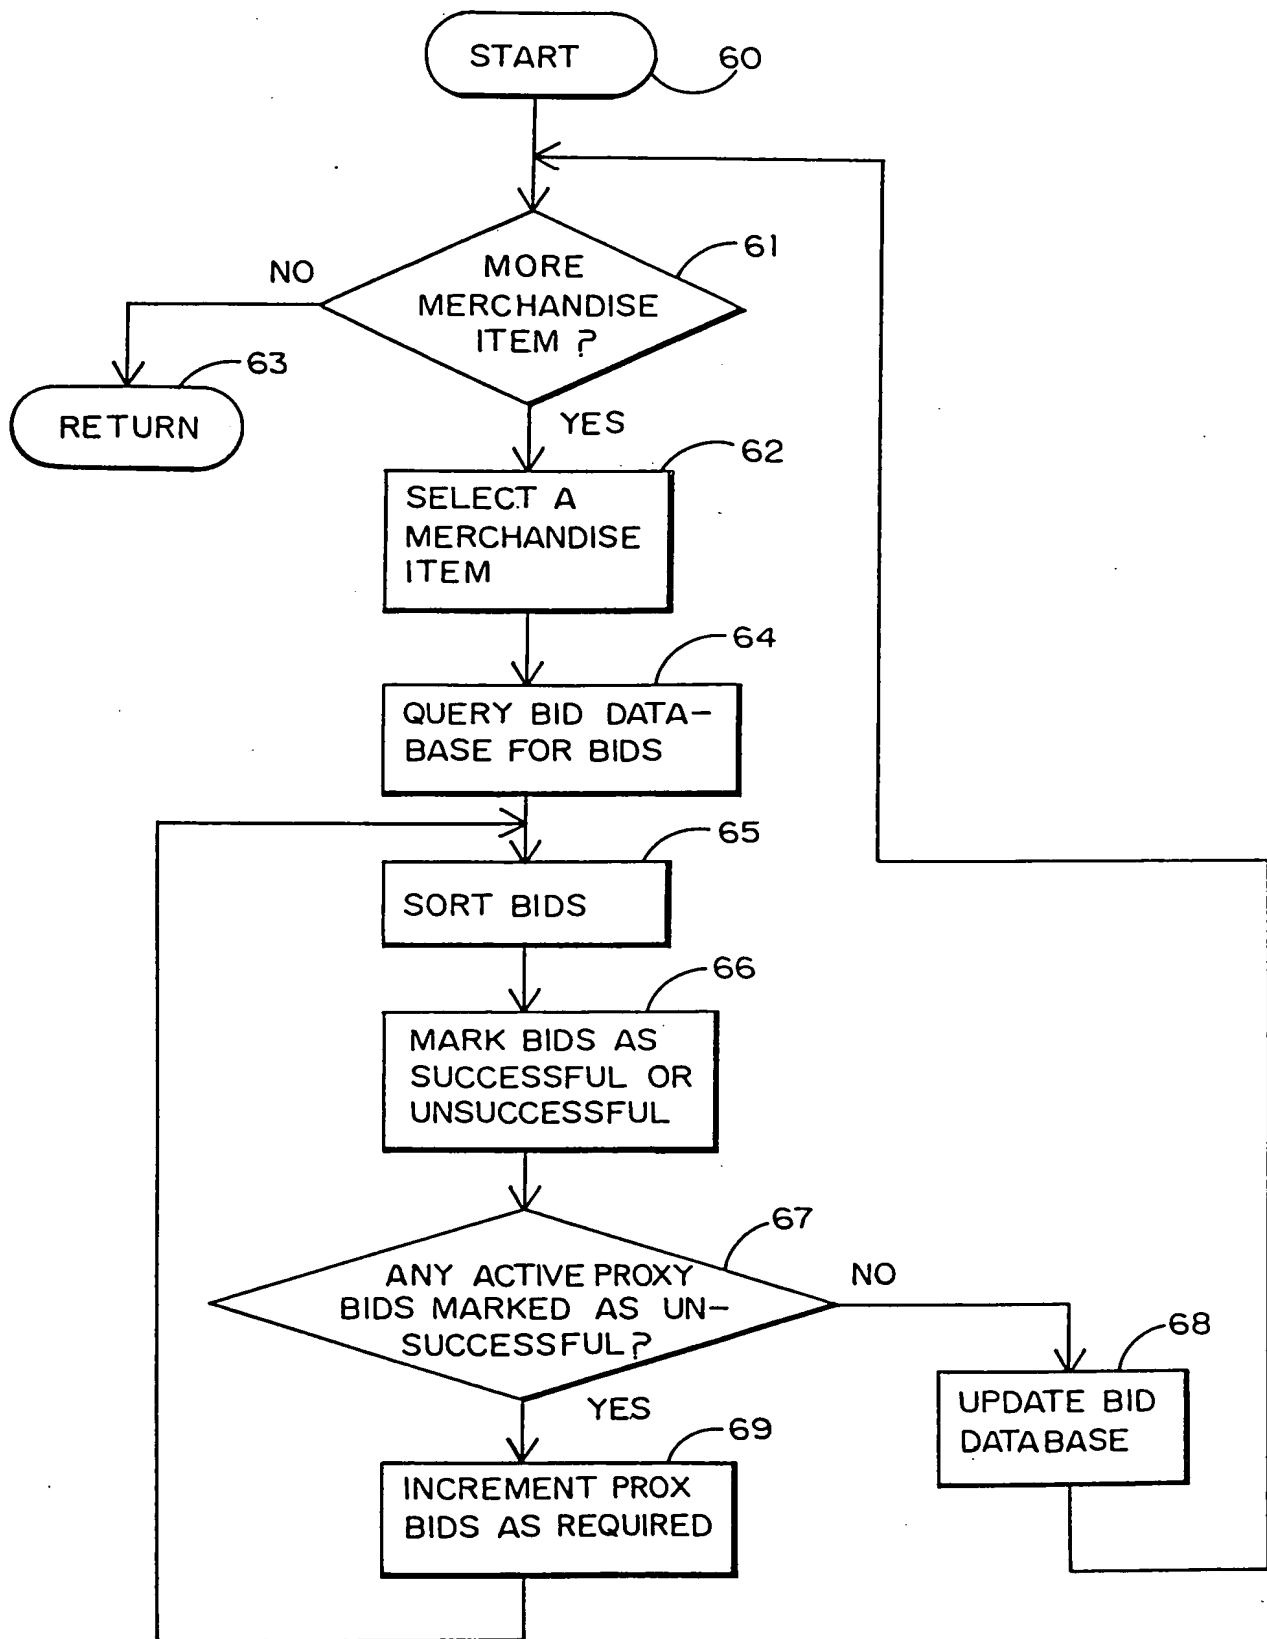 START
60
61
NO
MORE
MERCHANDISE
ITEM ?
63
RETURN
YES
62
SELECT A
MERCHANDISE
ITEM
64
QUERY BID DATA-
BASE FOR BIDS
65
SORT BIDS
66
MARK BIDS AS
SUCCESSFUL OR
UNSUCCESSFUL
67
ANY ACTIVE PROXY
BIDS MARKED AS UN-
SUCCESSFUL?
NO
68
UPDATE BID
DATABASE
YES
69
INCREMENT PROX
BIDS AS REQUIRED